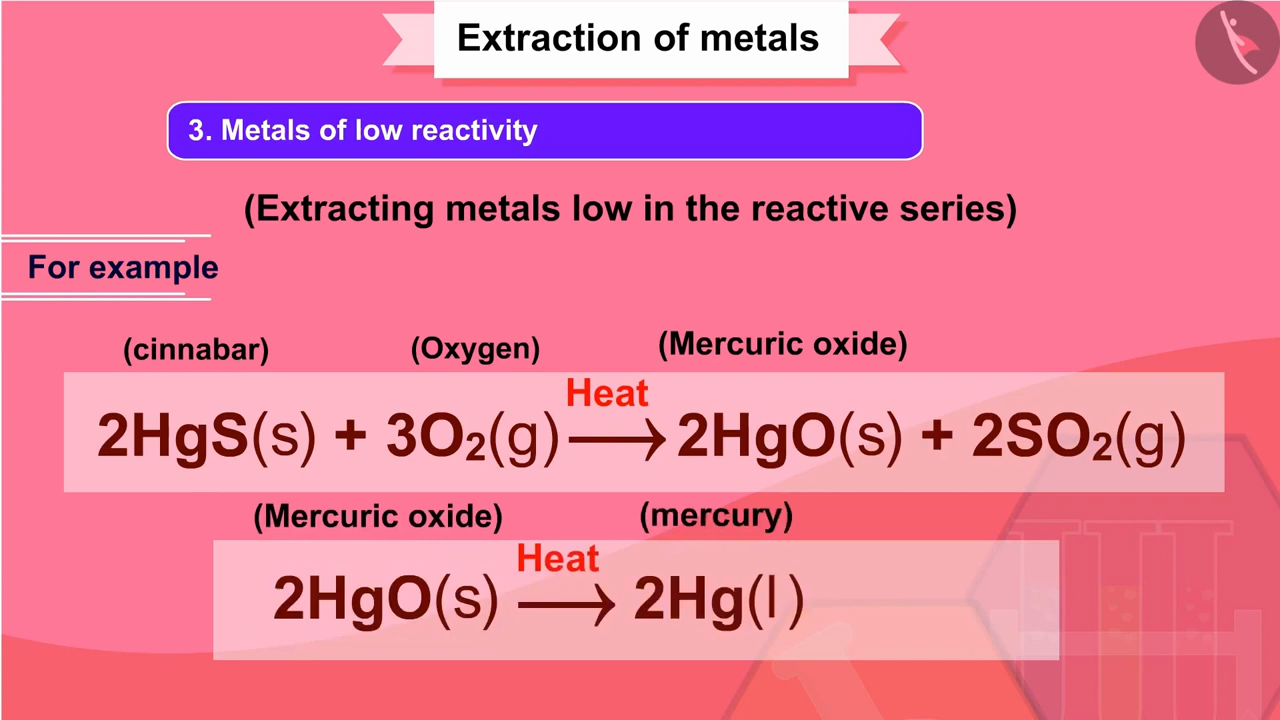 Extraction of metals
3. Metals of low reactivity
(Extracting metals low in the reactive series)
For example
(cinnabar) (Oxygen) (Mercuric oxide)
Heat
2HgS(s) + 3O₂(g) ⟶ 2HgO(s) + 2SO₂(g)
(Mercuric oxide) (mercury)
Heat
2HgO(s) ⟶ 2Hg(l)